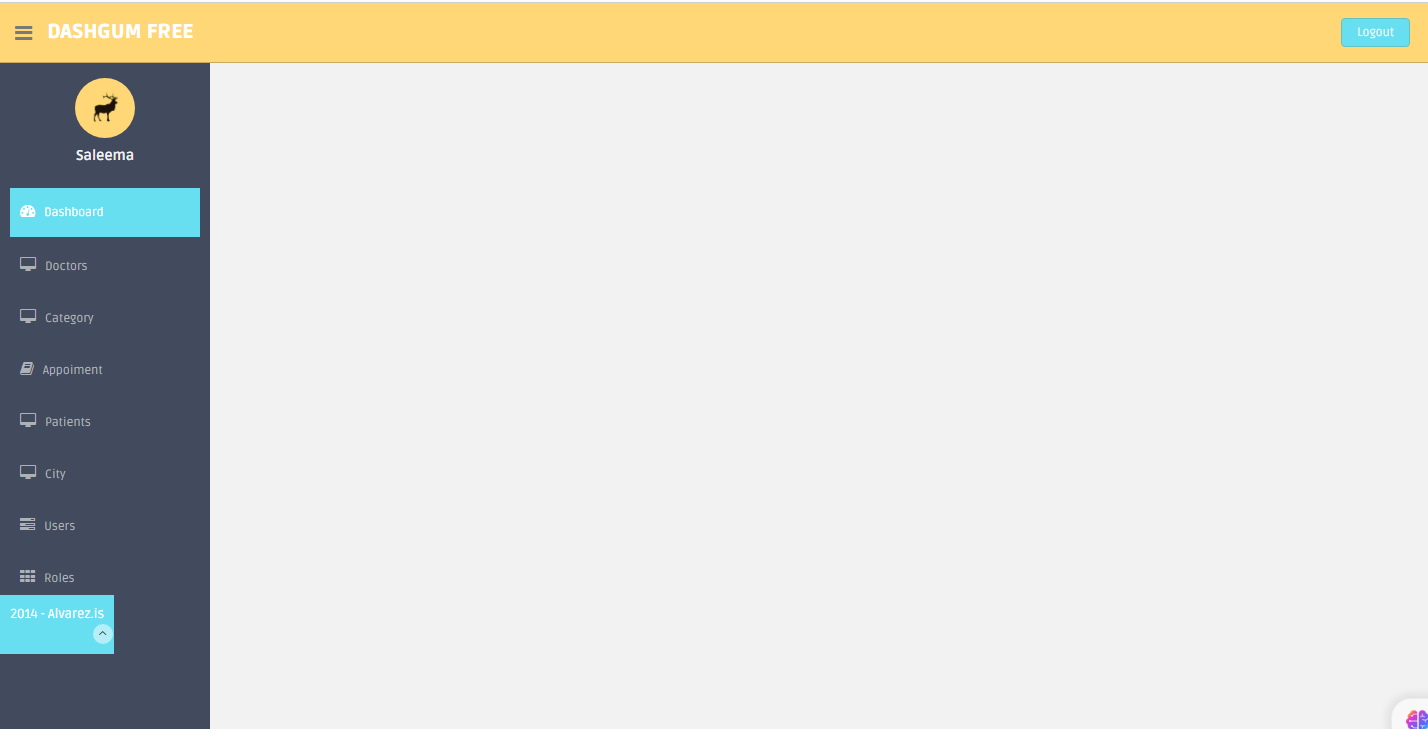 DASHGUM FREE
Logout
Saleema
Dashboard
Doctors
Category
Appoiment
Patients
City
Users
Roles
2014 - Alvarez.is